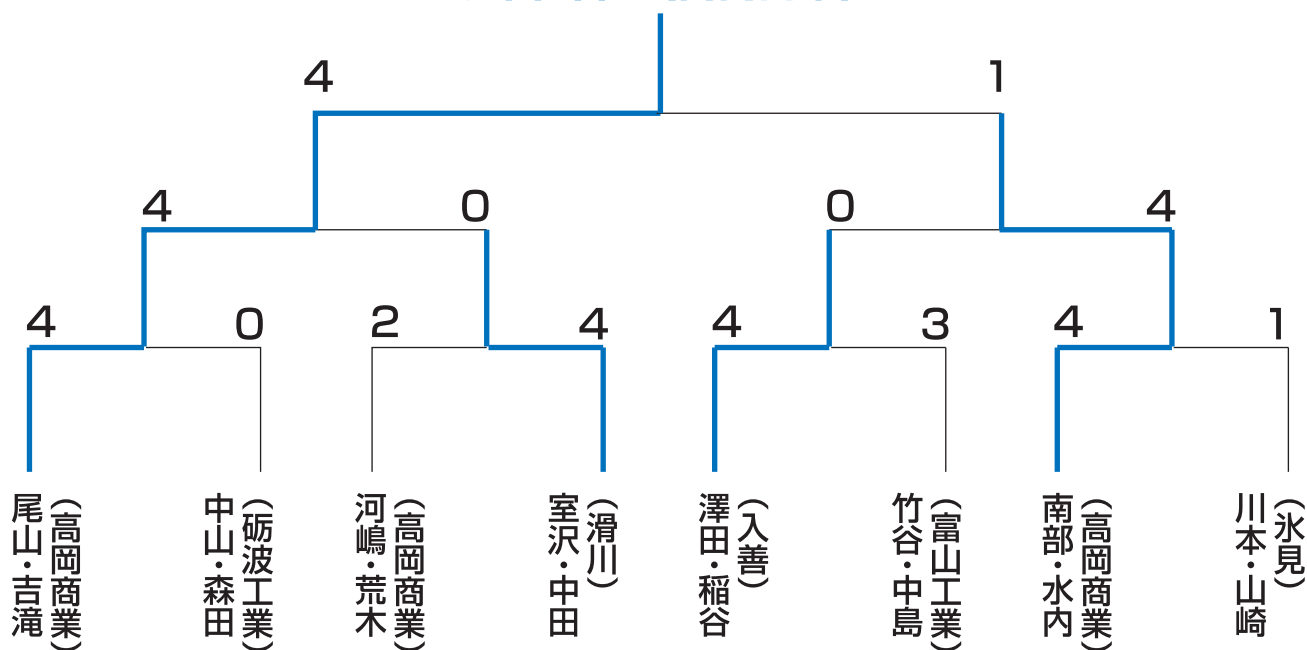 4 1
4 0 0 4
4 0 2 4 4 3 4 1
尾山・吉滝
(高岡商業)
中山・森田
(砺波工業)
河嶋・荒木
(高岡商業)
室沢・中田
(滑川)
澤田・稲谷
(入善)
竹谷・中島
(富山工業)
南部・水内
(高岡商業)
川本・山崎
(氷見)